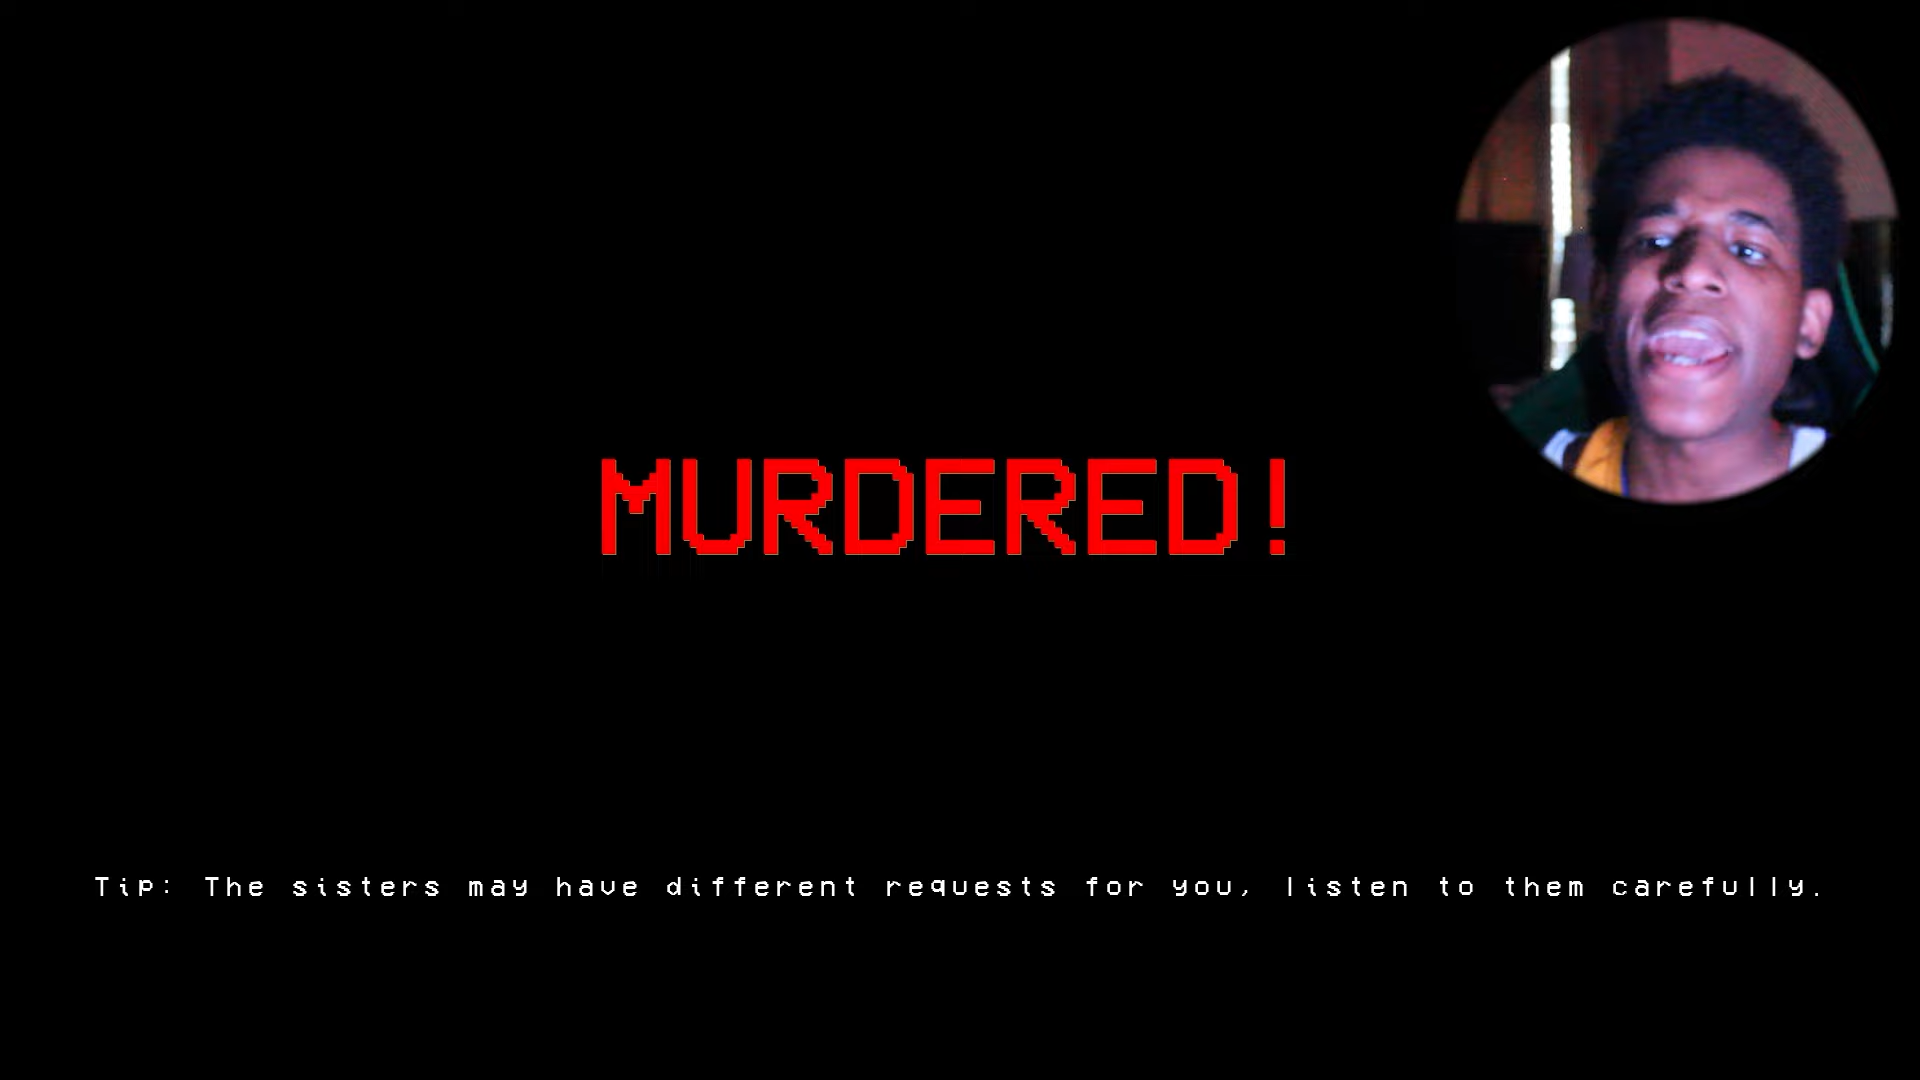 MURDERED!
Tip: The sisters may have different requests for you, listen to them carefully.